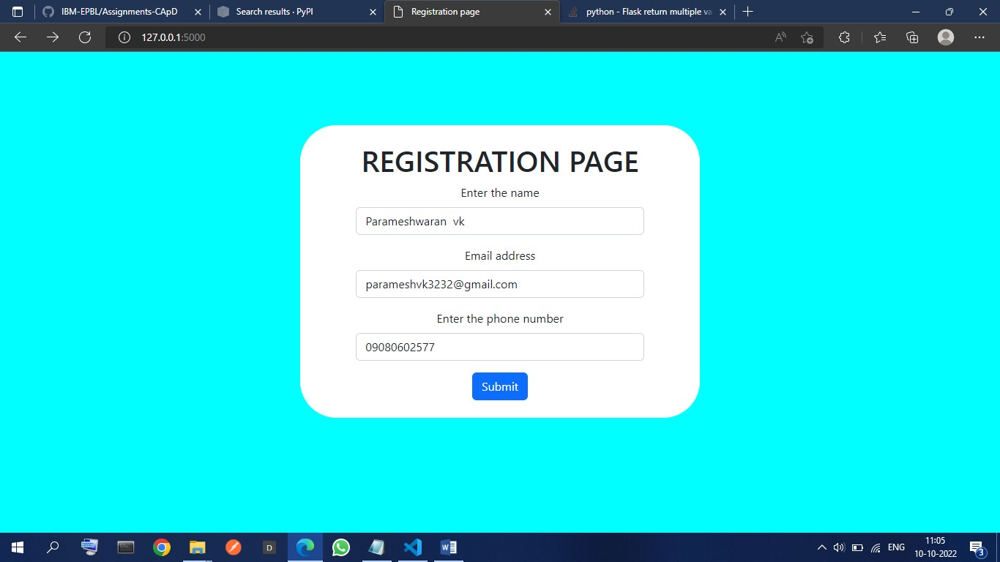 IBM-EPBL/Assignments-CApD
Search results · PyPI
Registration page
python - Flask return multiple va
127.0.0.1:5000
REGISTRATION PAGE
Enter the name
Parameshwaran  vk
Email address
parameshvk3232@gmail.com
Enter the phone number
09080602577
Submit
D
W
ENG
11:05
10-10-2022
3